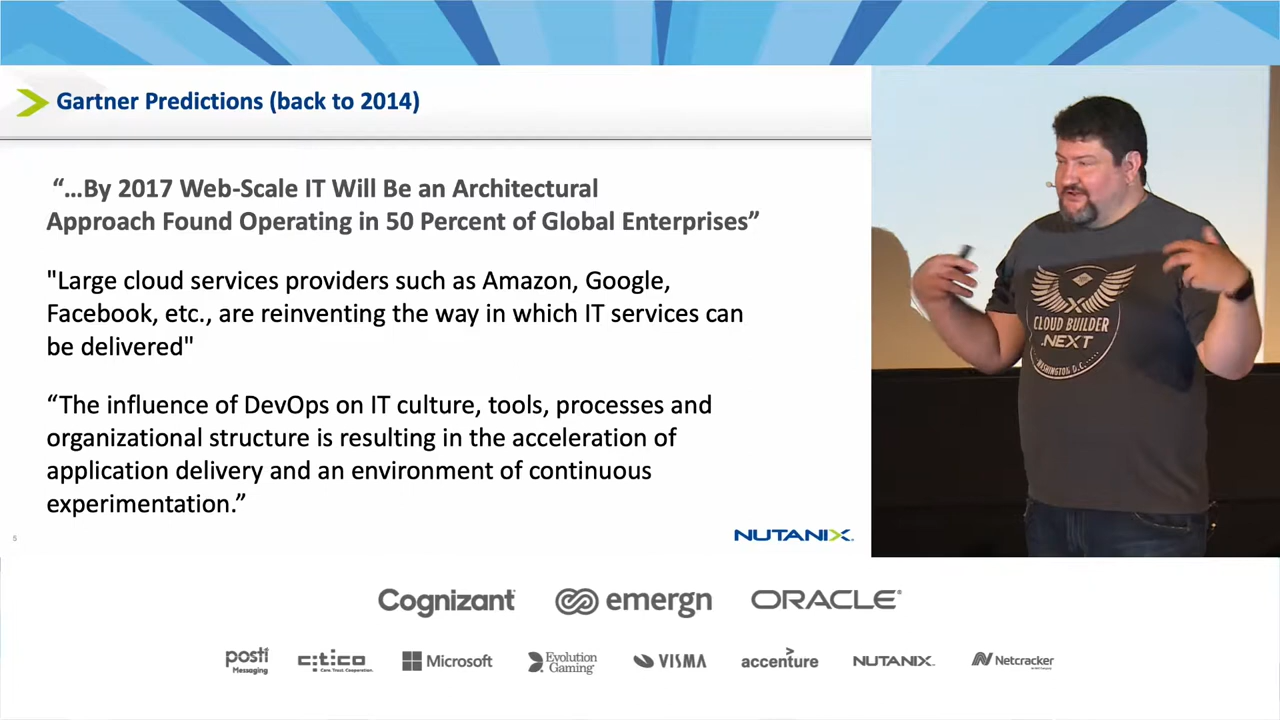 Gartner Predictions (back to 2014)
“…By 2017 Web-Scale IT Will Be an Architectural
Approach Found Operating in 50 Percent of Global Enterprises”
"Large cloud services providers such as Amazon, Google,
Facebook, etc., are reinventing the way in which IT services can
be delivered"
“The influence of DevOps on IT culture, tools, processes and
organizational structure is resulting in the acceleration of
application delivery and an environment of continuous
experimentation.”
5
NUTANIX.
CLOUD BUILDER
.NEXT
WASHINGTON D.C.
Cognizant emergn ORACLE
posti Messaging citico Care. Trust. Cooperation. Microsoft Evolution Gaming VISMA accenture NUTANIX. Netcracker